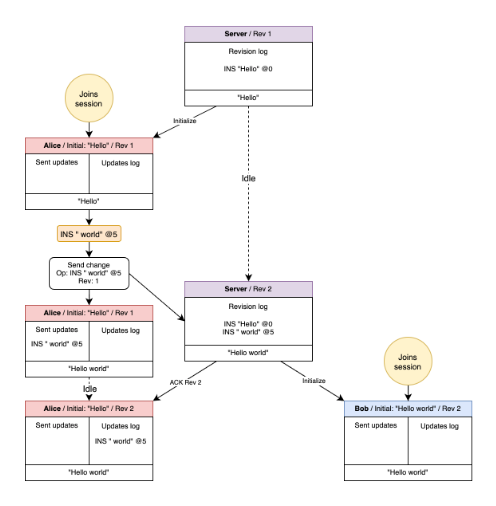 Server / Rev 1
Revision log
INS "Hello" @0
"Hello"
Joins
session
Initialize
Alice / Initial: "Hello" / Rev 1
Sent updates
Updates log
"Hello"
Idle
INS " world" @5
Send change
Op: INS " world" @5
Rev: 1
Server / Rev 2
Revision log
INS "Hello" @0
INS " world" @5
"Hello world"
Alice / Initial: "Hello" / Rev 1
Sent updates
Updates log
INS " world" @5
"Hello world"
Joins
session
Idle
ACK Rev 2
Initialize
Alice / Initial: "Hello" / Rev 2
Sent updates
Updates log
INS " world" @5
"Hello world"
Bob / Initial: "Hello world" / Rev 2
Sent updates
Updates log
"Hello world"